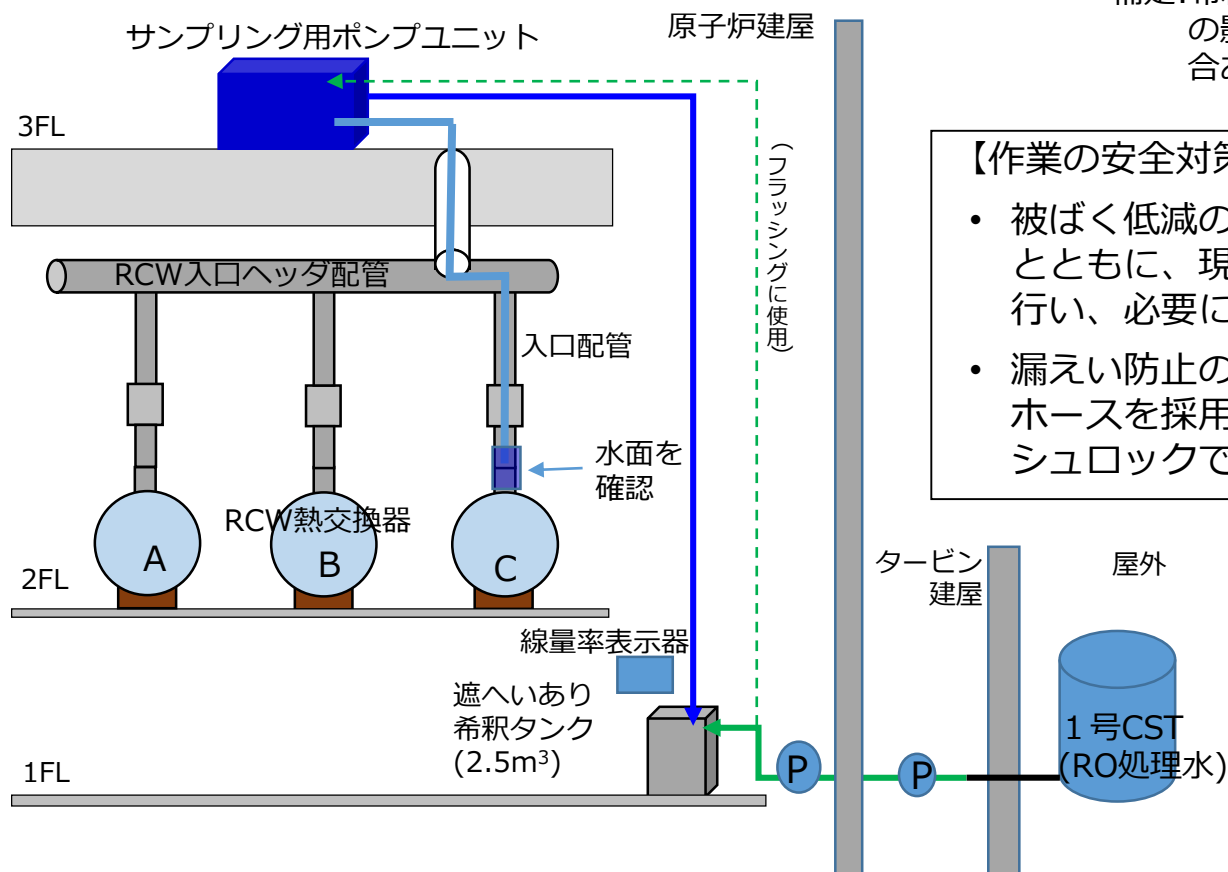 サンプリング用ポンプユニット
原子炉建屋
の
合
3FL
(フラッシングに使用)
【作業の安全対策
• 被ばく低減の
とともに、現
行い、必要に
• 漏えい防止の
ホースを採用
シュロックで
RCW入口ヘッダ配管
入口配管
水面を
確認
RCW熱交換器
A
B
C
2FL
タービン
建屋
屋外
線量率表示器
遮へいあり
希釈タンク
(2.5m³)
1FL
P
P
1号CST
(RO処理水)